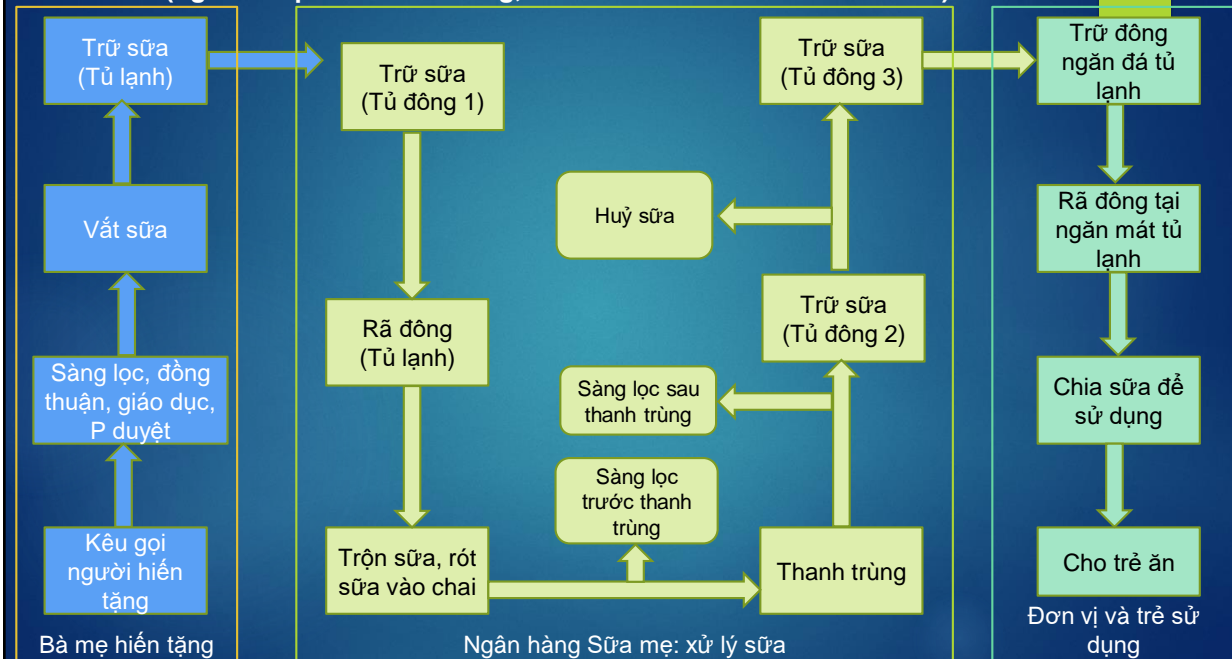 Trữ sữa
(Tủ lạnh)
Vắt sữa
Sàng lọc, đồng
thuận, giáo dục,
P duyệt
Kêu gọi
người hiến
tặng
Bà mẹ hiến tặng
Trữ sữa
(Tủ đông 1)
Rã đông
(Tủ lạnh)
Trộn sữa, rót
sữa vào chai
Sàng lọc
trước thanh
trùng
Thanh trùng
Sàng lọc sau
thanh trùng
Trữ sữa
(Tủ đông 2)
Huỷ sữa
Trữ sữa
(Tủ đông 3)
Ngân hàng Sữa mẹ: xử lý sữa
Trữ đông
ngăn đá tủ
lạnh
Rã đông tại
ngăn mát tủ
lạnh
Chia sữa để
sử dụng
Cho trẻ ăn
Đơn vị và trẻ sử
dụng